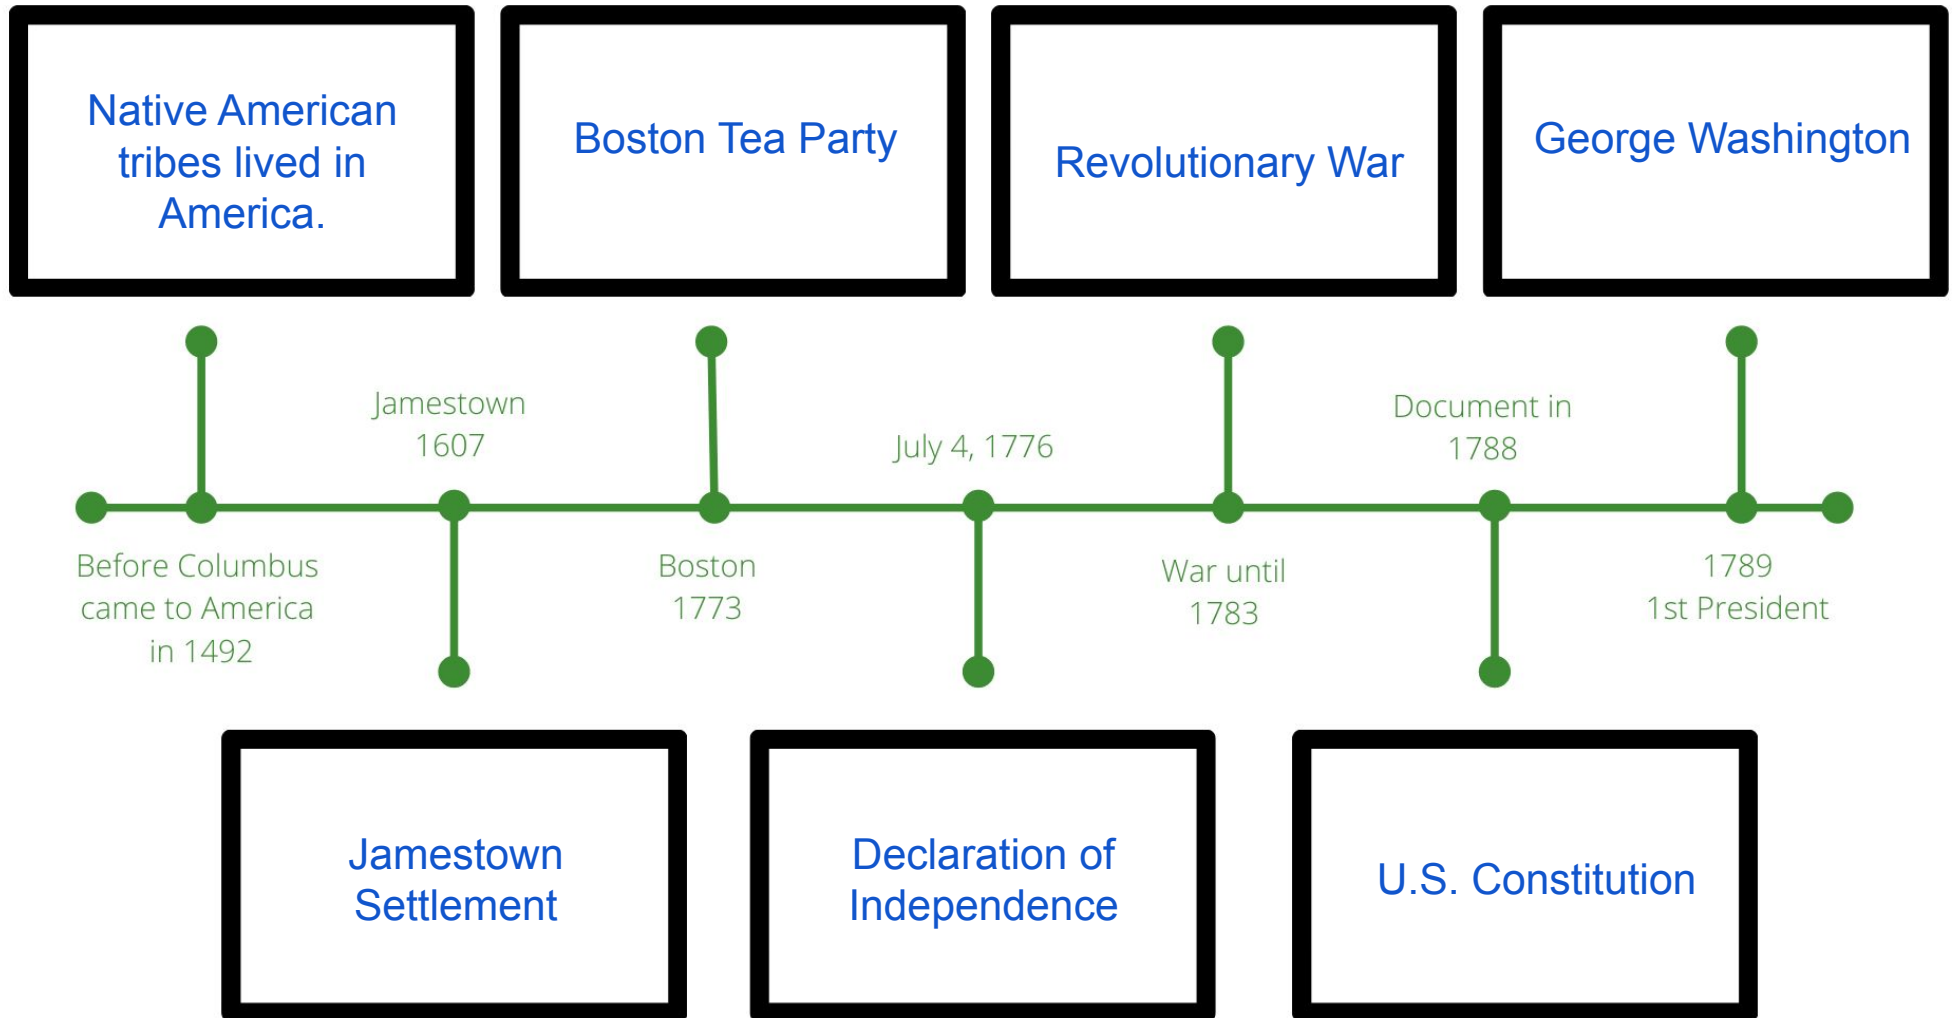 Native American
tribes lived in
America.
Boston Tea Party
Revolutionary War
George Washington
Jamestown
1607
July 4, 1776
Document in
1788
Before Columbus
came to America
in 1492
Boston
1773
War until
1783
1789
1st President
Jamestown
Settlement
Declaration of
Independence
U.S. Constitution